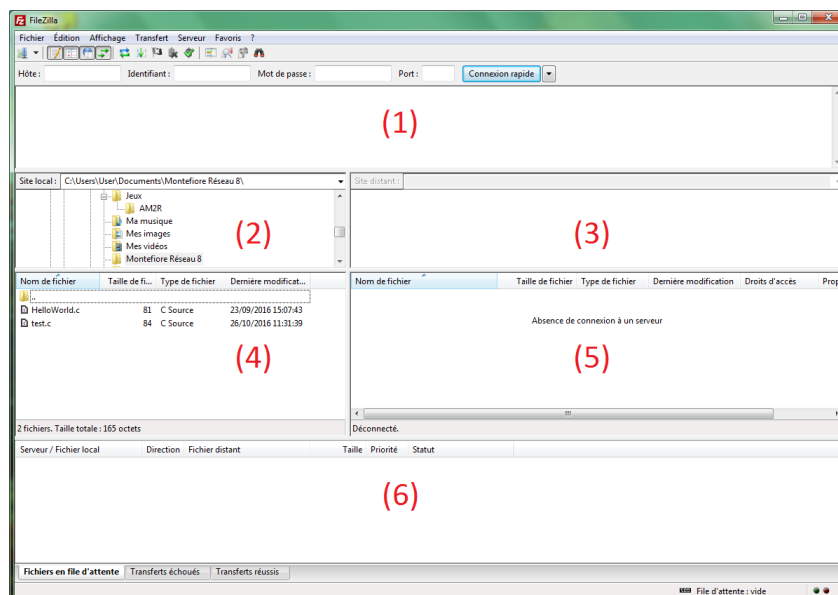 FileZilla
Fichier Édition Affichage Transfert Serveur Favoris ?
Hôte : Identifiant : Mot de passe : Port : Connexion rapide
(1)
Site local : C:\Users\User\Documents\Montefiore Réseau 8\
Site distant :
Jeux
AM2R
Ma musique
Mes images
Mes vidéos
Montefiore Réseau 8
(2)
(3)
Nom de fichier Taille de fi... Type de fichier Dernière modificat...
..
HelloWorld.c 81 C Source 23/09/2016 15:07:43
test.c 84 C Source 26/10/2016 11:31:39
(4)
2 fichiers. Taille totale : 165 octets
Nom de fichier Taille de fichier Type de fichier Dernière modification Droits d'accès Prop
Absence de connexion à un serveur
(5)
Déconnecté.
Serveur / Fichier local Direction Fichier distant Taille Priorité Statut
(6)
Fichiers en file d'attente Transferts échoués Transferts réussis
File d'attente : vide